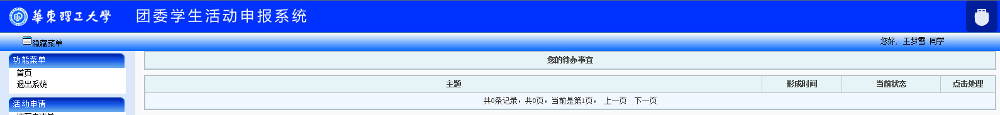 華東理工大學 团委学生活动申报系统
隐藏菜单 您好，王梦雪 同学
功能菜单
首页
退出系统
活动申请
您的待办事宜
主题 形成时间 当前状态 点击处理
共0条记录，共0页，当前是第1页， 上一页 下一页